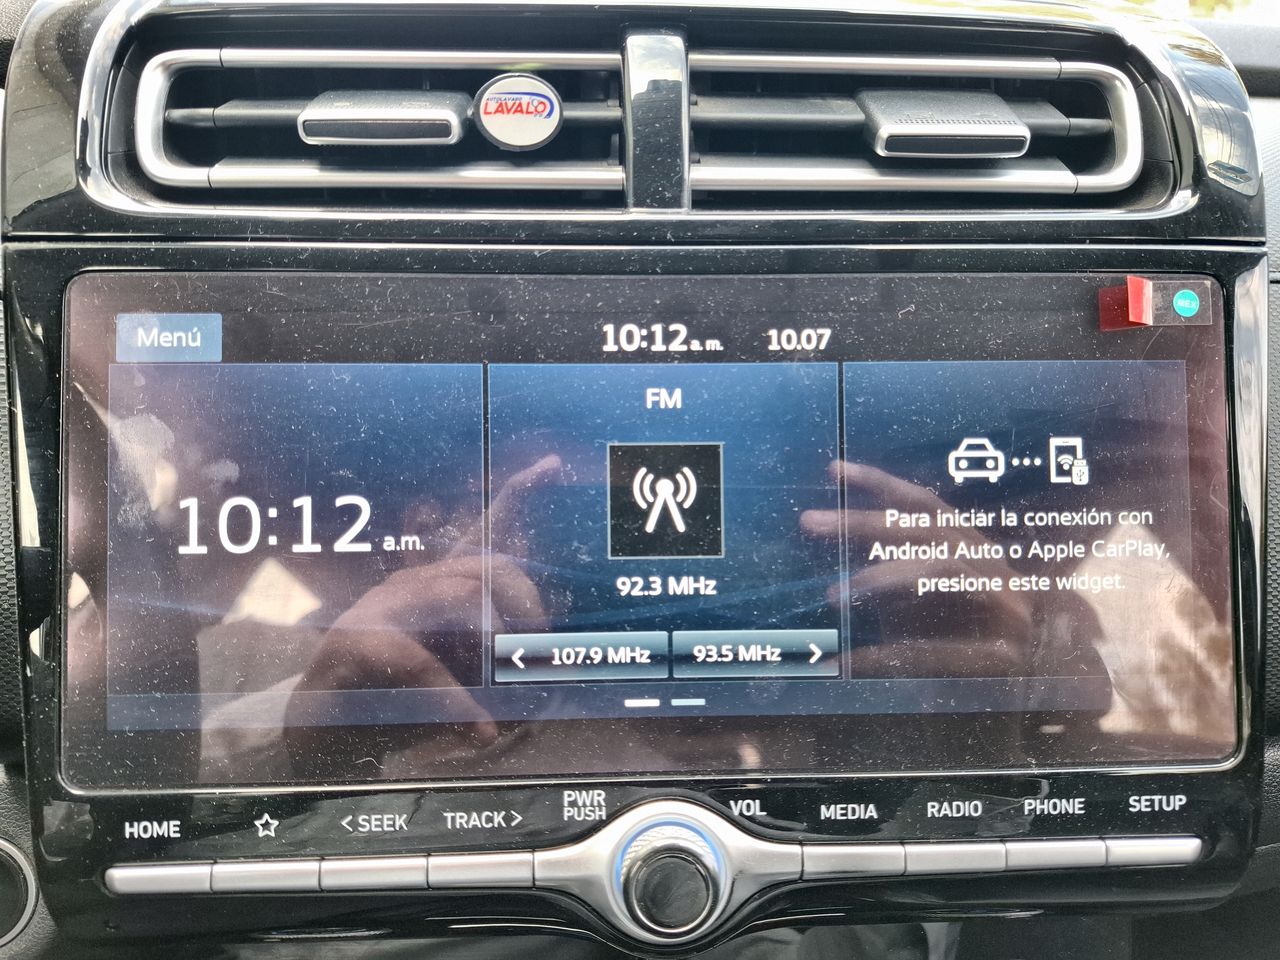 AUTOLAVADO
LAVALO
Menú
10:12 a.m.
10.07
MEX
10:12 a.m.
FM
92.3 MHz
< 107.9 MHz
93.5 MHz >
Para iniciar la conexión con
Android Auto o Apple CarPlay,
presione este widget.
HOME
< SEEK
TRACK >
PWR
PUSH
VOL
MEDIA
RADIO
PHONE
SETUP